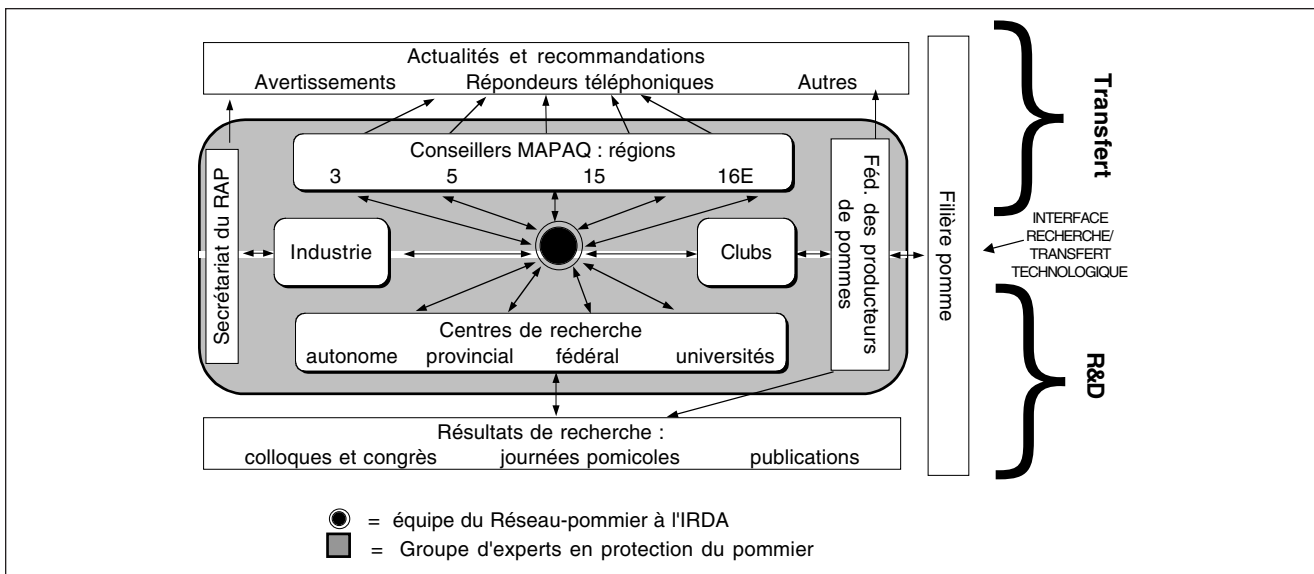 Actualités et recommandations
Avertissements Répondeurs téléphoniques Autres
Secrétariat du RAP
Conseillers MAPAQ : régions
3 5 15 16E
Industrie
Clubs
Centres de recherche
autonome provincial fédéral universités
Féd. des producteurs
de pommes
Filière pomme
Transfert
INTERFACE
RECHERCHE/
TRANSFERT
TECHNOLOGIQUE
R&D
Résultats de recherche :
colloques et congrès journées pomicoles publications
= équipe du Réseau-pommier à l'IRDA
= Groupe d'experts en protection du pommier